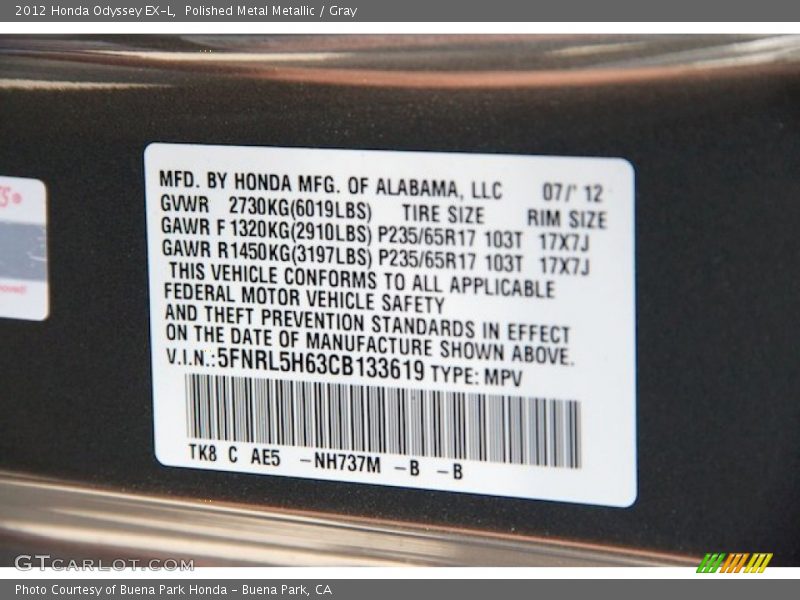 2012 Honda Odyssey EX-L, Polished Metal Metallic / Gray
MFD. BY HONDA MFG. OF ALABAMA, LLC 07/' 12
GVWR 2730KG(6019LBS) TIRE SIZE RIM SIZE
GAWR F 1320KG(2910LBS) P235/65R17 103T 17X7J
GAWR R1450KG(3197LBS) P235/65R17 103T 17X7J
THIS VEHICLE CONFORMS TO ALL APPLICABLE
FEDERAL MOTOR VEHICLE SAFETY
AND THEFT PREVENTION STANDARDS IN EFFECT
ON THE DATE OF MANUFACTURE SHOWN ABOVE.
V.I.N.:5FNRL5H63CB133619 TYPE: MPV
TK8 C AE5 -NH737M -B -B
GTCARLOT.COM
Photo Courtesy of Buena Park Honda - Buena Park, CA